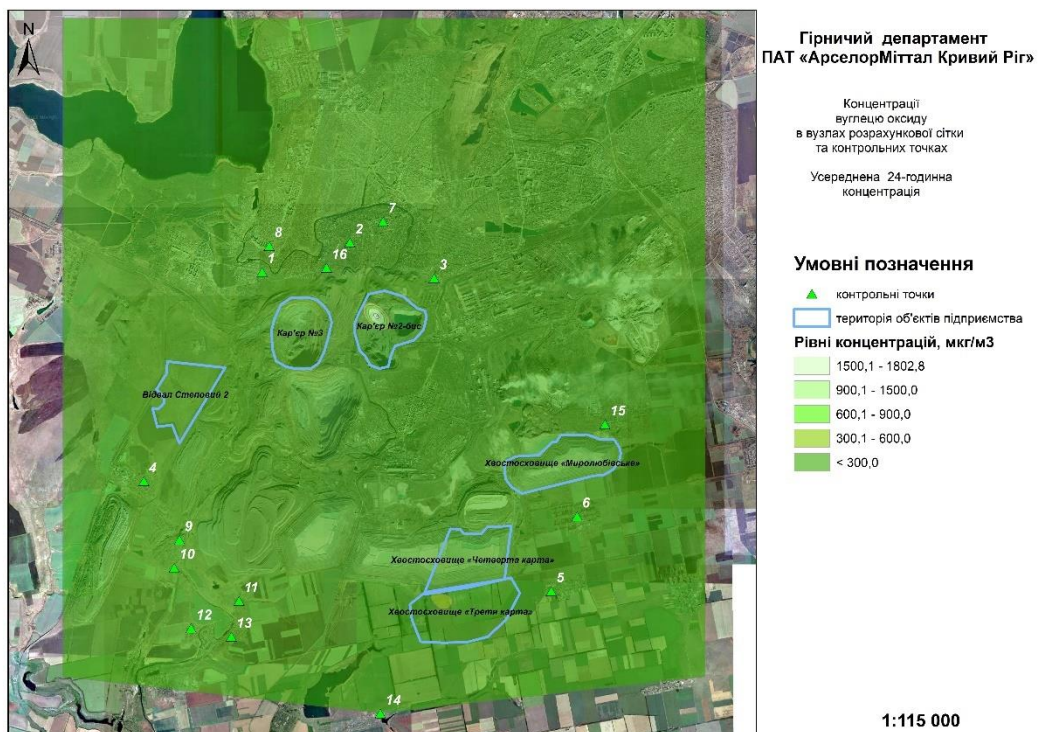 N
Гірничий департамент
ПАТ «АрселорМіттал Кривий Ріг»
Концентрації
вуглецю оксиду
в вузлах розрахункової сітки
та контрольних точках
Усереднена 24-годинна
концентрація
Умовні позначення
контрольні точки
територія об'єктів підприємства
Рівні концентрацій, мкг/м3
1500,1 - 1802,8
900,1 - 1500,0
600,1 - 900,0
300,1 - 600,0
< 300,0
1:115 000
7
2
8
1
16
3
Кар'єр №3
Кар'єр №2-біс
Відвал Степовий 2
15
Хвостосховище «Миролюбівське»
4
6
9
Хвостосховище «Четверта карта»
10
5
11
Хвостосховище «Третя карта»
12
13
14